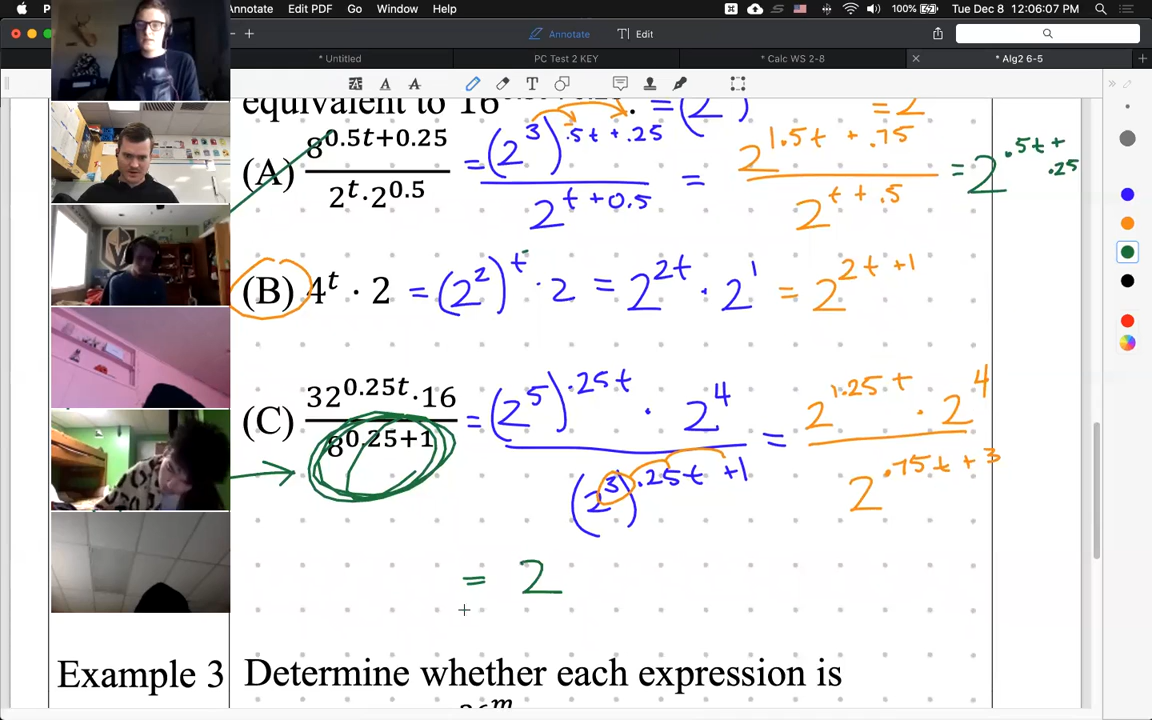 Annotate Edit PDF Go Window Help 100% Tue Dec 8 12:06:07 PM
Annotate Edit
* Untitled PC Test 2 KEY * Calc WS 2-8 * Alg2 6-5
equivalent to 16 . = (2 ) = 2
(A) 8^0.5t+0.25 / 2^t · 2^0.5 = (2^3)^.5t + .25 / 2^t + 0.5 = 2^1.5t + .75 / 2^t + .5 = 2^.5t + .25
(B) 4^t · 2 = (2^2)^t · 2 = 2^2t · 2^1 = 2^2t + 1
(C) 32^0.25t · 16 / 8^0.25+1 = (2^5)^.25t · 2^4 / (2^3)^.25t + 1 = 2^1.25t · 2^4 / 2^.75t + 3
= 2
Example 3 Determine whether each expression is